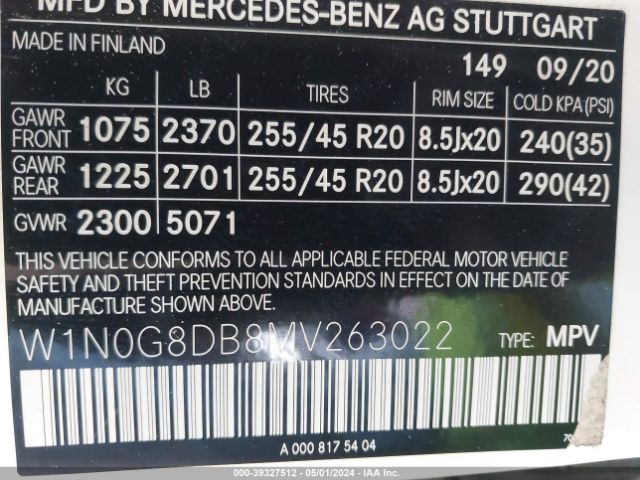 MFD BY MERCEDES-BENZ AG STUTTGART
MADE IN FINLAND
149 09/20
KG LB TIRES RIM SIZE COLD KPA (PSI)
GAWR FRONT 1075 2370 255/45 R20 8.5Jx20 240(35)
GAWR REAR 1225 2701 255/45 R20 8.5Jx20 290(42)
GVWR 2300 5071
THIS VEHICLE CONFORMS TO ALL APPLICABLE FEDERAL MOTOR VEHICLE
SAFETY AND THEFT PREVENTION STANDARDS IN EFFECT ON THE DATE OF
MANUFACTURE SHOWN ABOVE.
W1N0G8DB8MV263022 TYPE: MPV
A 000 817 54 04
000-39327512 - 05/01/2024 - IAA Inc.